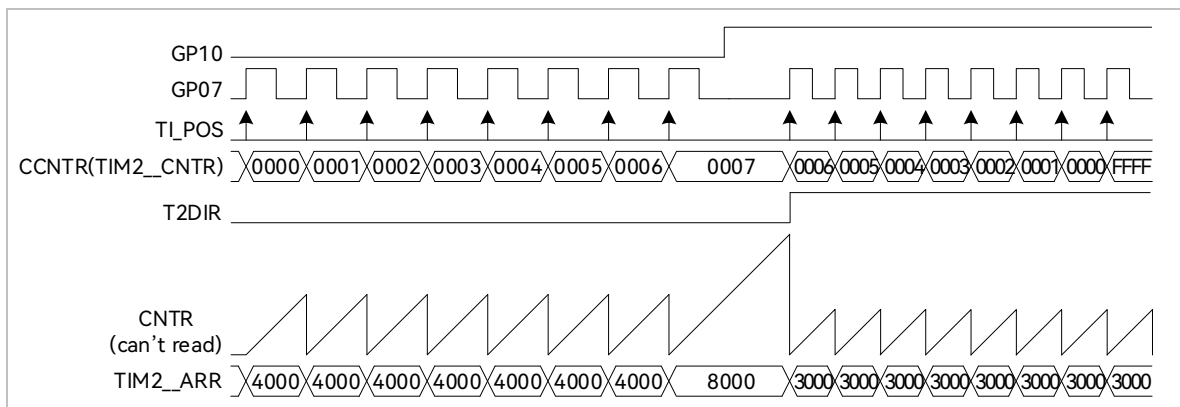 GP10
GP07
TI_POS
CCNTR(TIM2__CNTR) 0000 0001 0002 0003 0004 0005 0006 0007 0006 0005 0004 0003 0002 0001 0000 FFFF
T2DIR
CNTR
(can't read)
TIM2__ARR 4000 4000 4000 4000 4000 4000 4000 8000 3000 3000 3000 3000 3000 3000 3000 3000